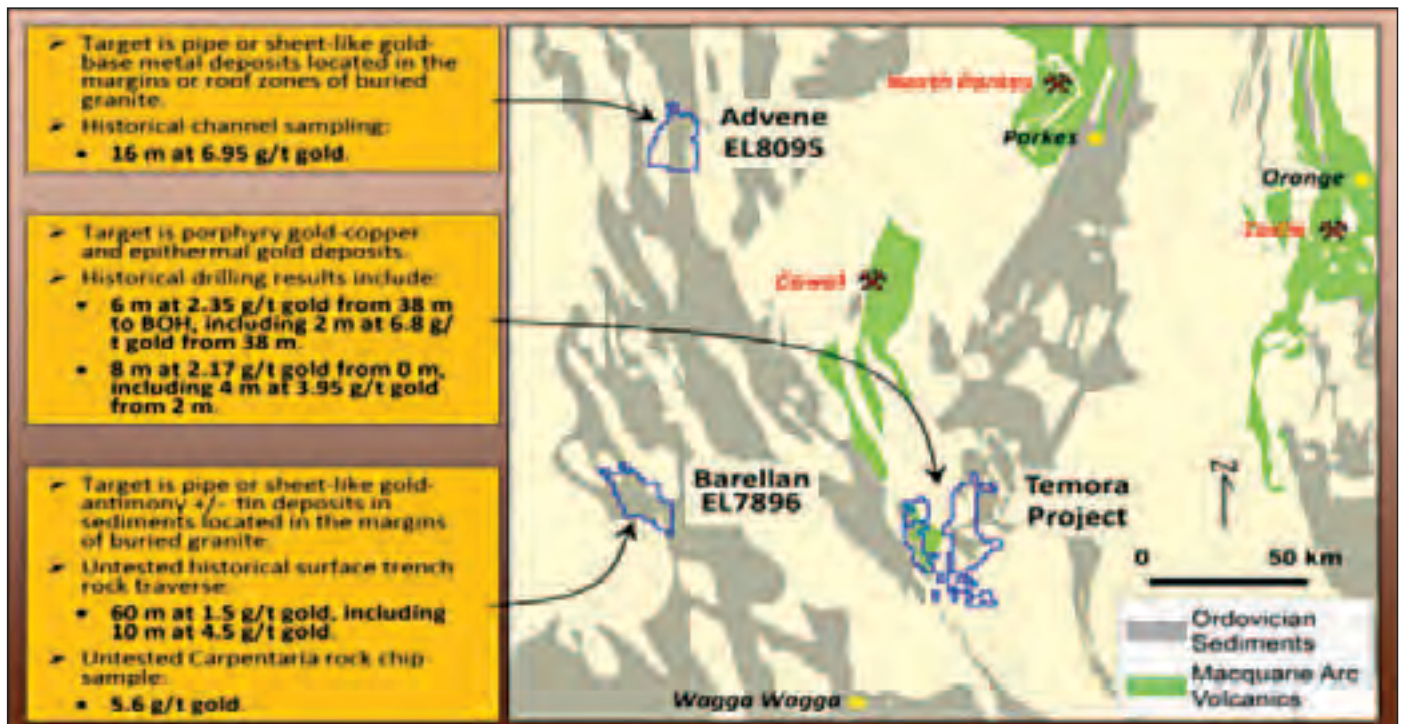 ➤ Target is pipe or sheet-like gold-
base metal deposits located in the
margins or roof zones of buried
granite.
➤ Historical channel sampling:
• 16 m at 6.95 g/t gold.
➤ Target is porphyry gold-copper
and epithermal gold deposits.
➤ Historical drilling results include:
• 6 m at 2.35 g/t gold from 38 m
to BOH, including 2 m at 6.8 g/
t gold from 38 m.
• 8 m at 2.17 g/t gold from 0 m,
including 4 m at 3.95 g/t gold
from 2 m.
➤ Target is pipe or sheet-like gold-
antimony +/- tin deposits in
sediments located in the margins
of buried granite.
➤ Untested historical surface trench
rock traverse:
• 60 m at 1.5 g/t gold, including
10 m at 4.5 g/t gold.
➤ Untested Carpentaria rock chip
sample:
• 5.6 g/t gold.
Advene
EL8095
North Parkes
Parkes
Orange
Cowal
Barellan
EL7896
Temora
Project
N
0 50 km
Ordovician
Sediments
Macquarie Arc
Volcanics
Wagga Wagga